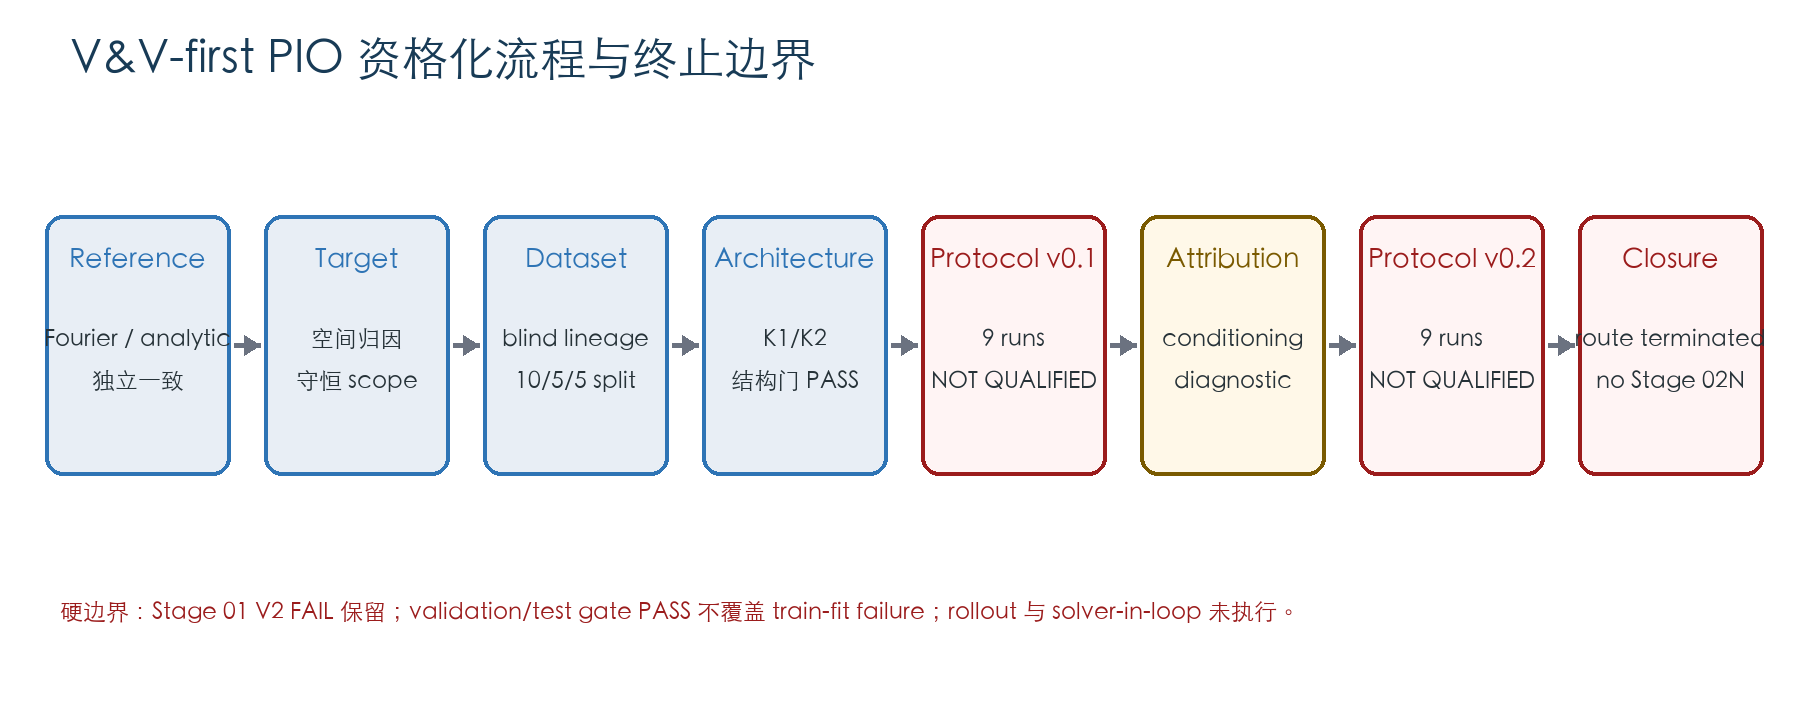 V&V-first PIO 资格化流程与终止边界
Reference
Fourier / analytic
独立一致
Target
空间归因
守恒 scope
Dataset
blind lineage
10/5/5 split
Architecture
K1/K2
结构门 PASS
Protocol v0.1
9 runs
NOT QUALIFIED
Attribution
conditioning
diagnostic
Protocol v0.2
9 runs
NOT QUALIFIED
Closure
route terminated
no Stage 02N
硬边界：Stage 01 V2 FAIL 保留；validation/test gate PASS 不覆盖 train-fit failure；rollout 与 solver-in-loop 未执行。